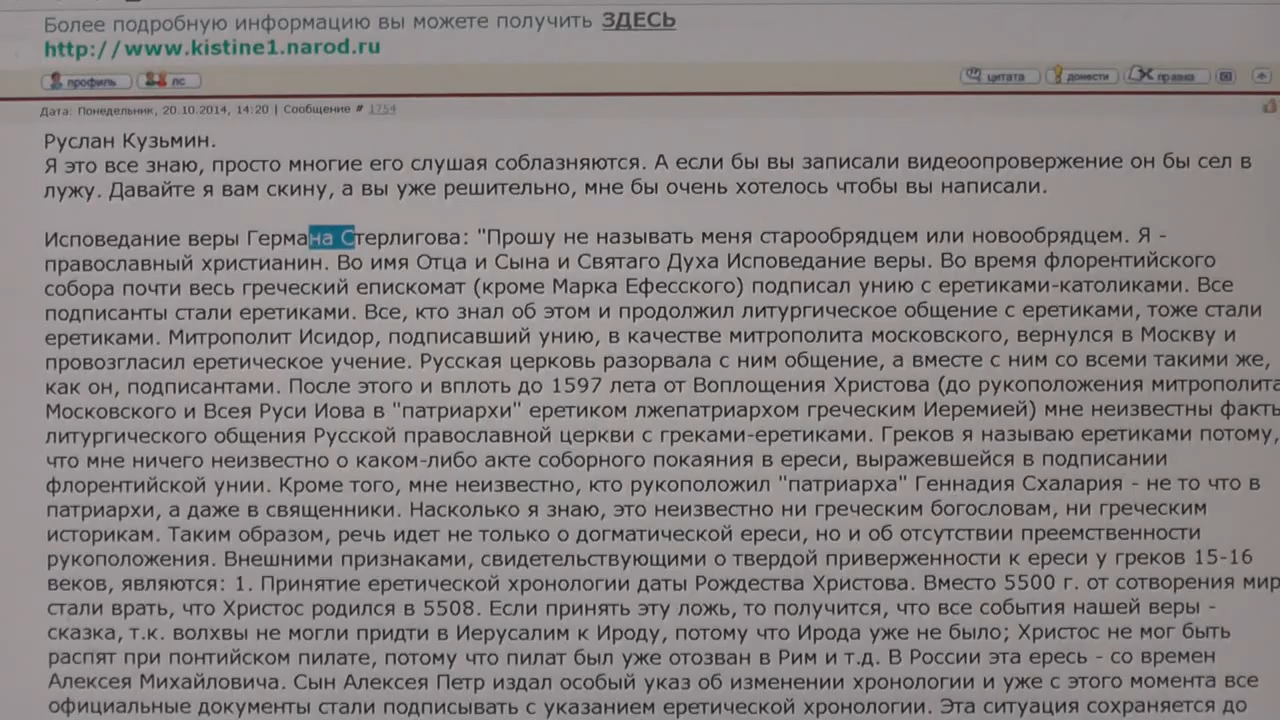 Более подробную информацию вы можете получить ЗДЕСЬ
http://www.kistine1.narod.ru
профиль лс цитата донести правка
Дата: Понедельник, 20.10.2014, 14:20 | Сообщение # 1754
Руслан Кузьмин.
Я это все знаю, просто многие его слушая соблазняются. А если бы вы записали видеоопровержение он бы сел в
лужу. Давайте я вам скину, а вы уже решительно, мне бы очень хотелось чтобы вы написали.
Исповедание веры Германа Стерлигова: "Прошу не называть меня старообрядцем или новообрядцем. Я -
православный христианин. Во имя Отца и Сына и Святаго Духа Исповедание веры. Во время флорентийского
собора почти весь греческий епископат (кроме Марка Ефесского) подписал унию с еретиками-католиками. Все
подписанты стали еретиками. Все, кто знал об этом и продолжил литургическое общение с еретиками, тоже стали
еретиками. Митрополит Исидор, подписавший унию, в качестве митрополита московского, вернулся в Москву и
провозгласил еретическое учение. Русская церковь разорвала с ним общение, а вместе с ним со всеми такими же,
как он, подписантами. После этого и вплоть до 1597 лета от Воплощения Христова (до рукоположения митрополита
Московского и Всея Руси Иова в "патриархи" еретиком лжепатриархом греческим Иеремией) мне неизвестны факты
литургического общения Русской православной церкви с греками-еретиками. Греков я называю еретиками потому,
что мне ничего неизвестно о каком-либо акте соборного покаяния в ереси, выражевшейся в подписании
флорентийской унии. Кроме того, мне неизвестно, кто рукоположил "патриарха" Геннадия Схалария - не то что в
патриархи, а даже в священники. Насколько я знаю, это неизвестно ни греческим богословам, ни греческим
историкам. Таким образом, речь идет не только о догматической ереси, но и об отсутствии преемственности
рукоположения. Внешними признаками, свидетельствующими о твердой приверженности к ереси у греков 15-16
веков, являются: 1. Принятие еретической хронологии даты Рождества Христова. Вместо 5500 г. от сотворения мир
стали врать, что Христос родился в 5508. Если принять эту ложь, то получится, что все события нашей веры -
сказка, т.к. волхвы не могли придти в Иерусалим к Ироду, потому что Ирода уже не было; Христос не мог быть
распят при понтийском пилате, потому что пилат был уже отозван в Рим и т.д. В России эта ересь - со времен
Алексея Михайловича. Сын Алексея Петр издал особый указ об изменении хронологии и уже с этого момента все
официальные документы стали подписывать с указанием еретической хронологии. Эта ситуация сохраняется до